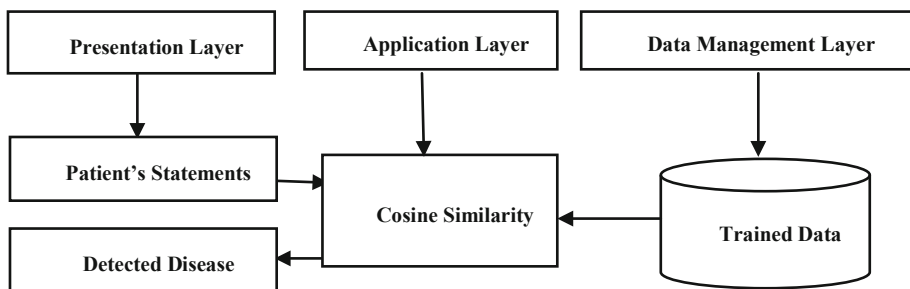 Presentation Layer
Application Layer
Data Management Layer
Patient’s Statements
Cosine Similarity
Trained Data
Detected Disease